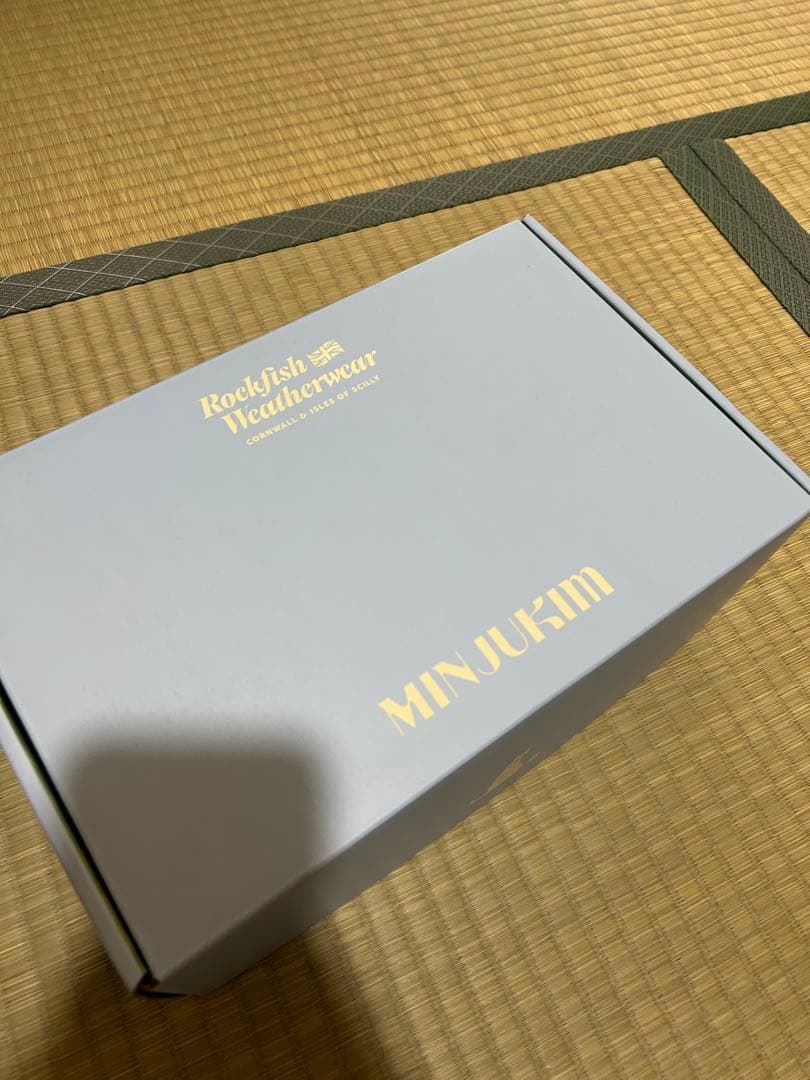 Rockfish
Weatherwear
CORNWALL & ISLES OF SCILLY
MINJUKIM